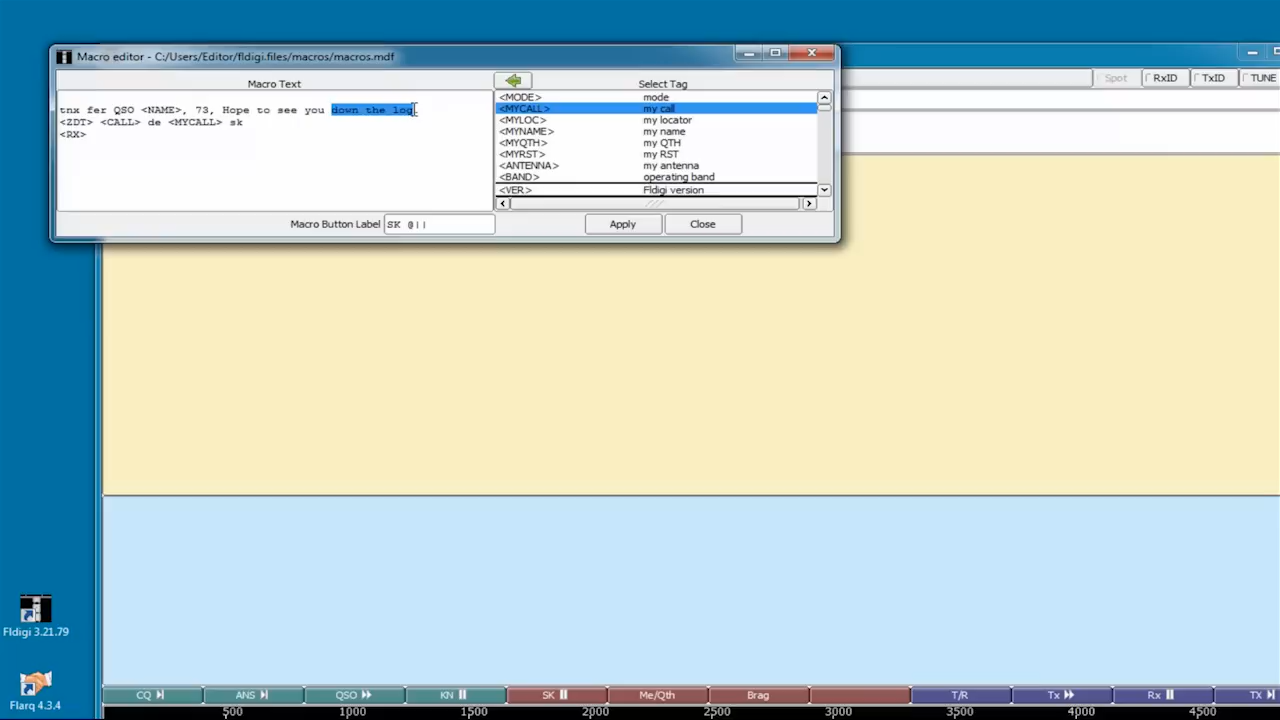 Macro editor - C:/Users/Editor/fldigi.files/macros/macros.mdf
Macro Text
Select Tag
tnx fer QSO <NAME>, 73, Hope to see you down the log
<ZDT> <CALL> de <MYCALL> sk
<RX>
<MODE> mode
<MYCALL> my call
<MYLOC> my locator
<MYNAME> my name
<MYQTH> my QTH
<MYRST> my RST
<ANTENNA> my antenna
<BAND> operating band
<VER> Fldigi version
Macro Button Label SK @||
Apply
Close
Spot RxID TxID TUNE
Fldigi 3.21.79
Flarq 4.3.4
CQ ANS QSO KN SK Me/Qth Brag T/R Tx Rx TX
500 1000 1500 2000 2500 3000 3500 4000 4500